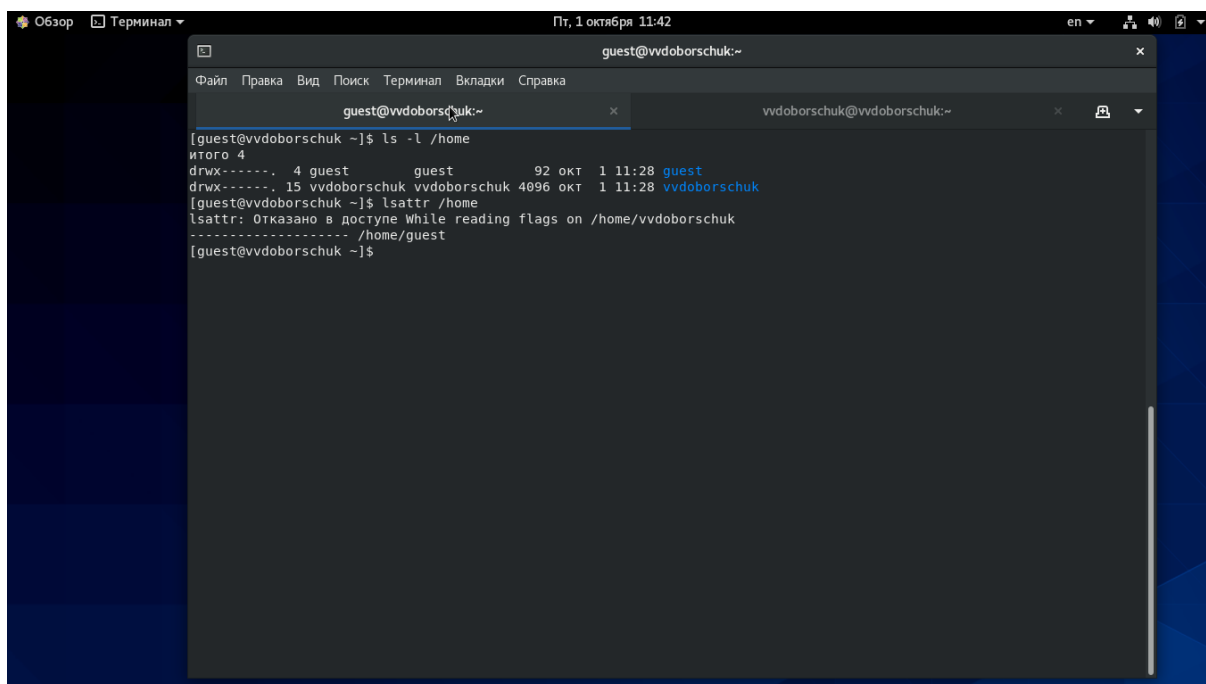 Обзор Терминал Пт, 1 октября 11:42 en
guest@vvdoborschuk:~
Файл Правка Вид Поиск Терминал Вкладки Справка
guest@vvdoborschuk:~ vvdoborschuk@vvdoborschuk:~
[guest@vvdoborschuk ~]$ ls -l /home
итого 4
drwx------. 4 guest guest 92 окт 1 11:28 guest
drwx------. 15 vvdoborschuk vvdoborschuk 4096 окт 1 11:28 vvdoborschuk
[guest@vvdoborschuk ~]$ lsattr /home
lsattr: Отказано в доступе While reading flags on /home/vvdoborschuk
-------------------- /home/guest
[guest@vvdoborschuk ~]$